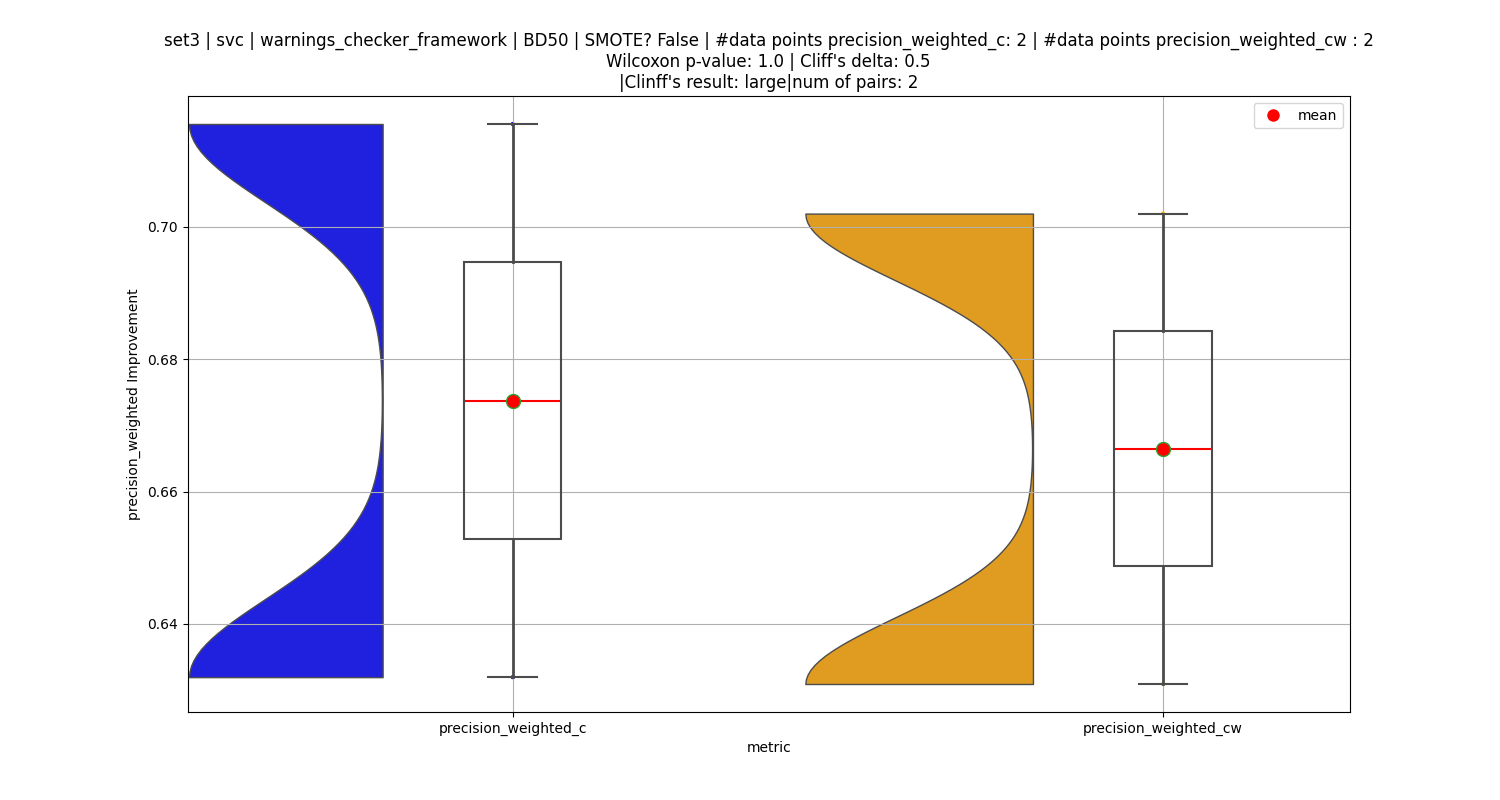 set3 | svc | warnings_checker_framework | BD50 | SMOTE? False | #data points precision_weighted_c: 2 | #data points precision_weighted_cw : 2
Wilcoxon p-value: 1.0 | Cliff's delta: 0.5
|Clinff's result: large|num of pairs: 2
mean
precision_weighted Improvement
0.70
0.68
0.66
0.64
precision_weighted_c
precision_weighted_cw
metric